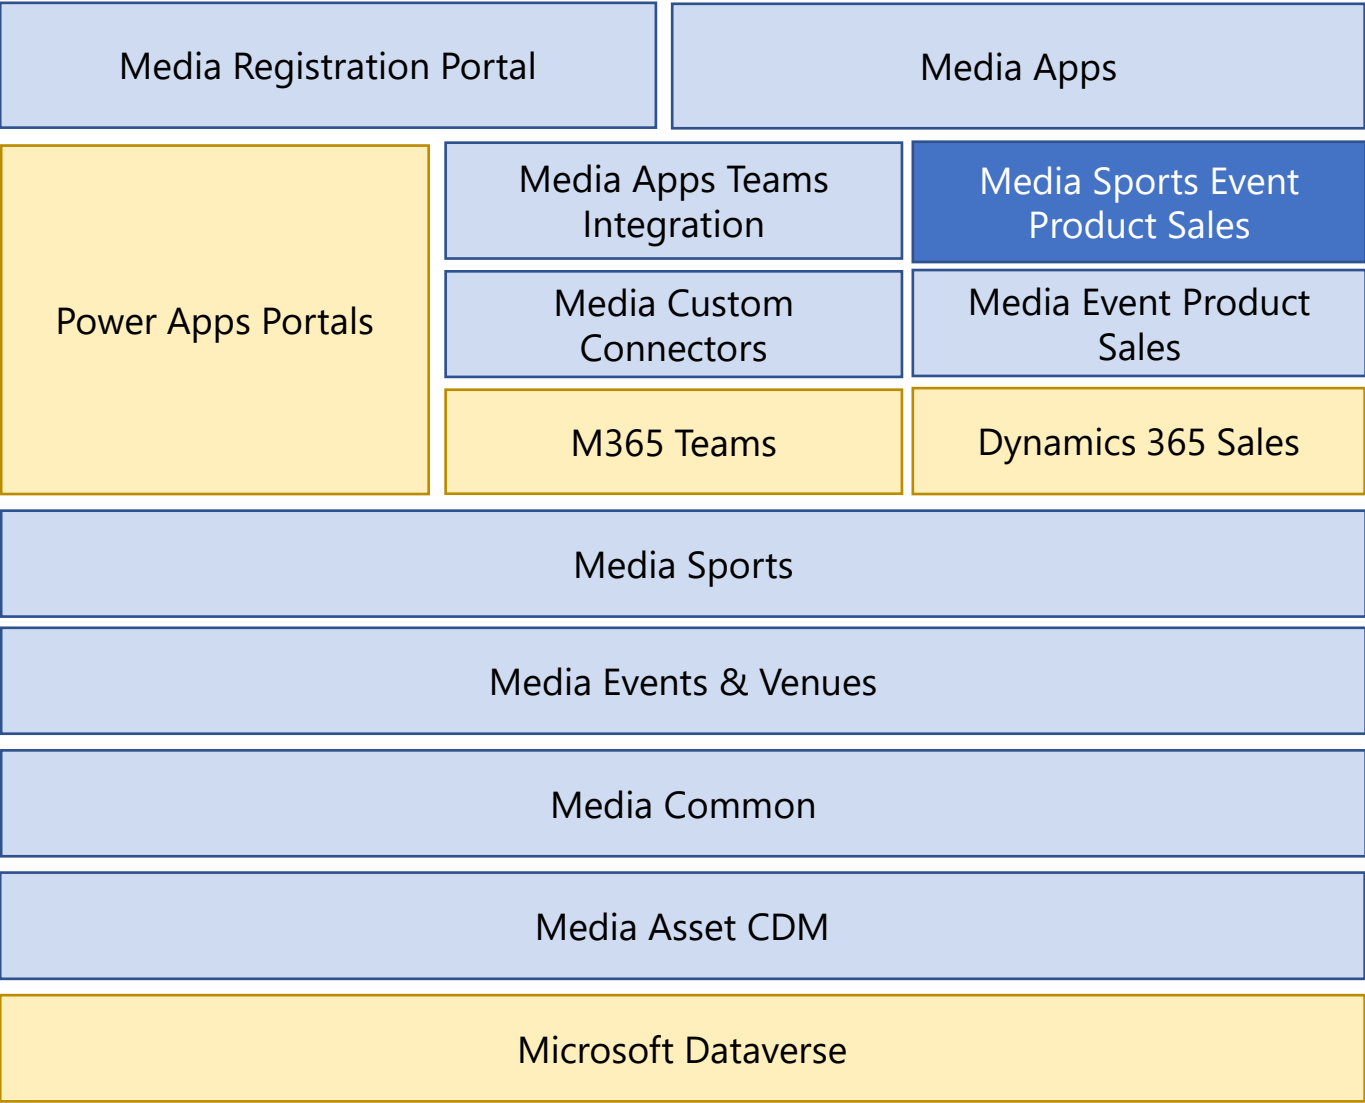 Media Registration Portal
Media Apps
Power Apps Portals
Media Apps Teams
Integration
Media Sports Event
Product Sales
Media Custom
Connectors
Media Event Product
Sales
M365 Teams
Dynamics 365 Sales
Media Sports
Media Events & Venues
Media Common
Media Asset CDM
Microsoft Dataverse